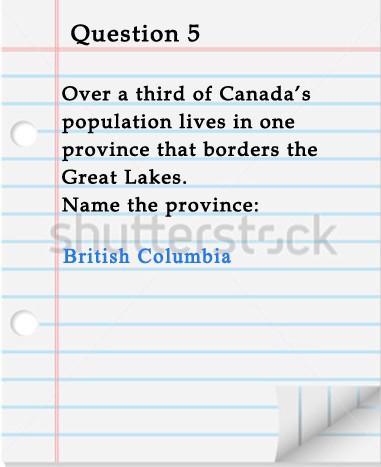 Question 5
Over a third of Canada's
population lives in one
province that borders the
Great Lakes.
Name the province:
shutterstock
British Columbia